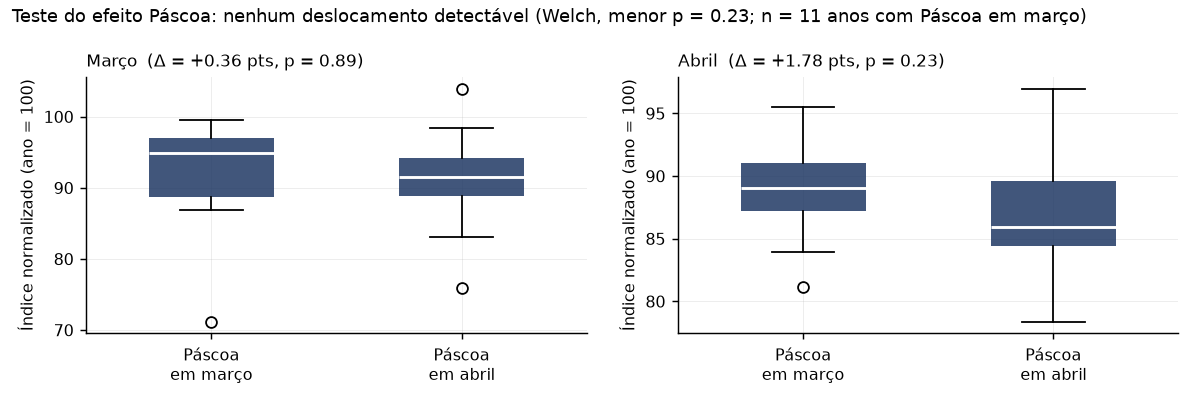 Teste do efeito Páscoa: nenhum deslocamento detectável (Welch, menor p = 0.23; n = 11 anos com Páscoa em março)
Março  (Δ = +0.36 pts, p = 0.89)
Índice normalizado (ano = 100)
100
90
80
70
Páscoa
em março
Páscoa
em abril
Abril  (Δ = +1.78 pts, p = 0.23)
Índice normalizado (ano = 100)
95
90
85
80
Páscoa
em março
Páscoa
em abril